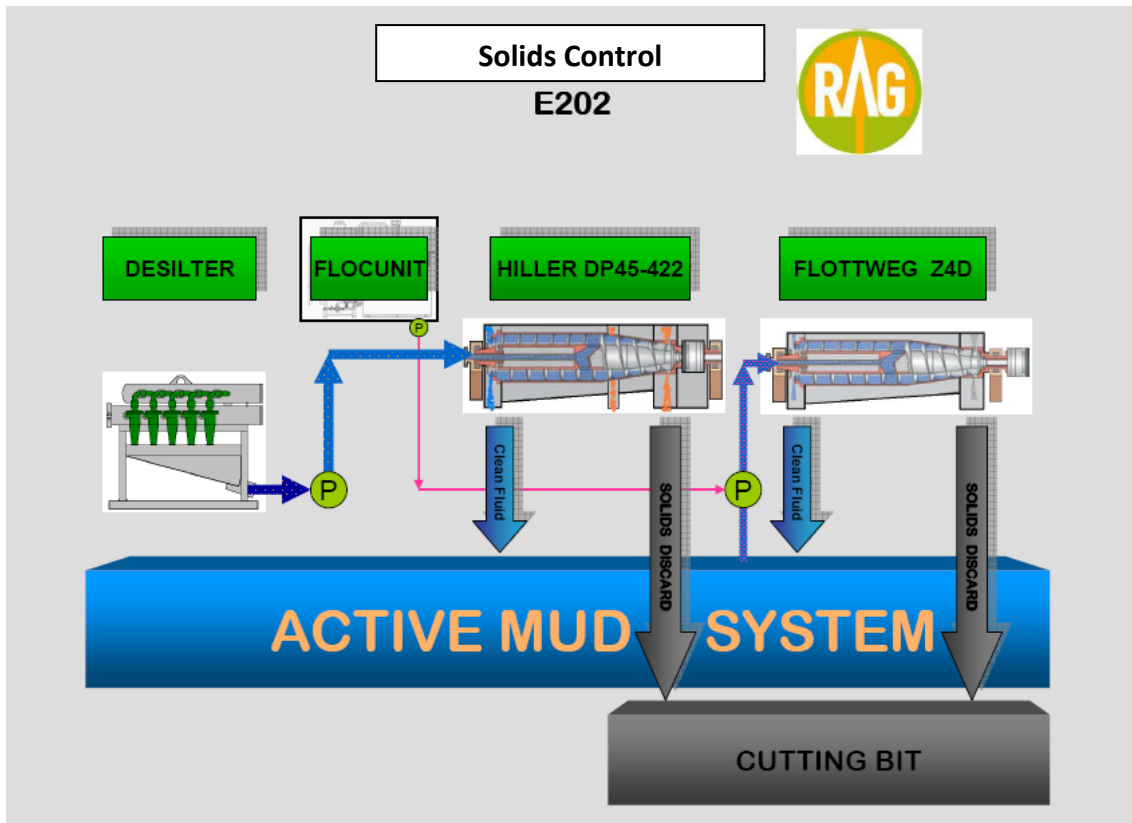 Solids Control
E202
RAG
DESILTER
FLOCUNIT
HILLER DP45-422
FLOTTWEG Z4D
P
P
P
Clean Fluid
SOLIDS DISCARD
Clean Fluid
SOLIDS DISCARD
ACTIVE MUD SYSTEM
CUTTING BIT